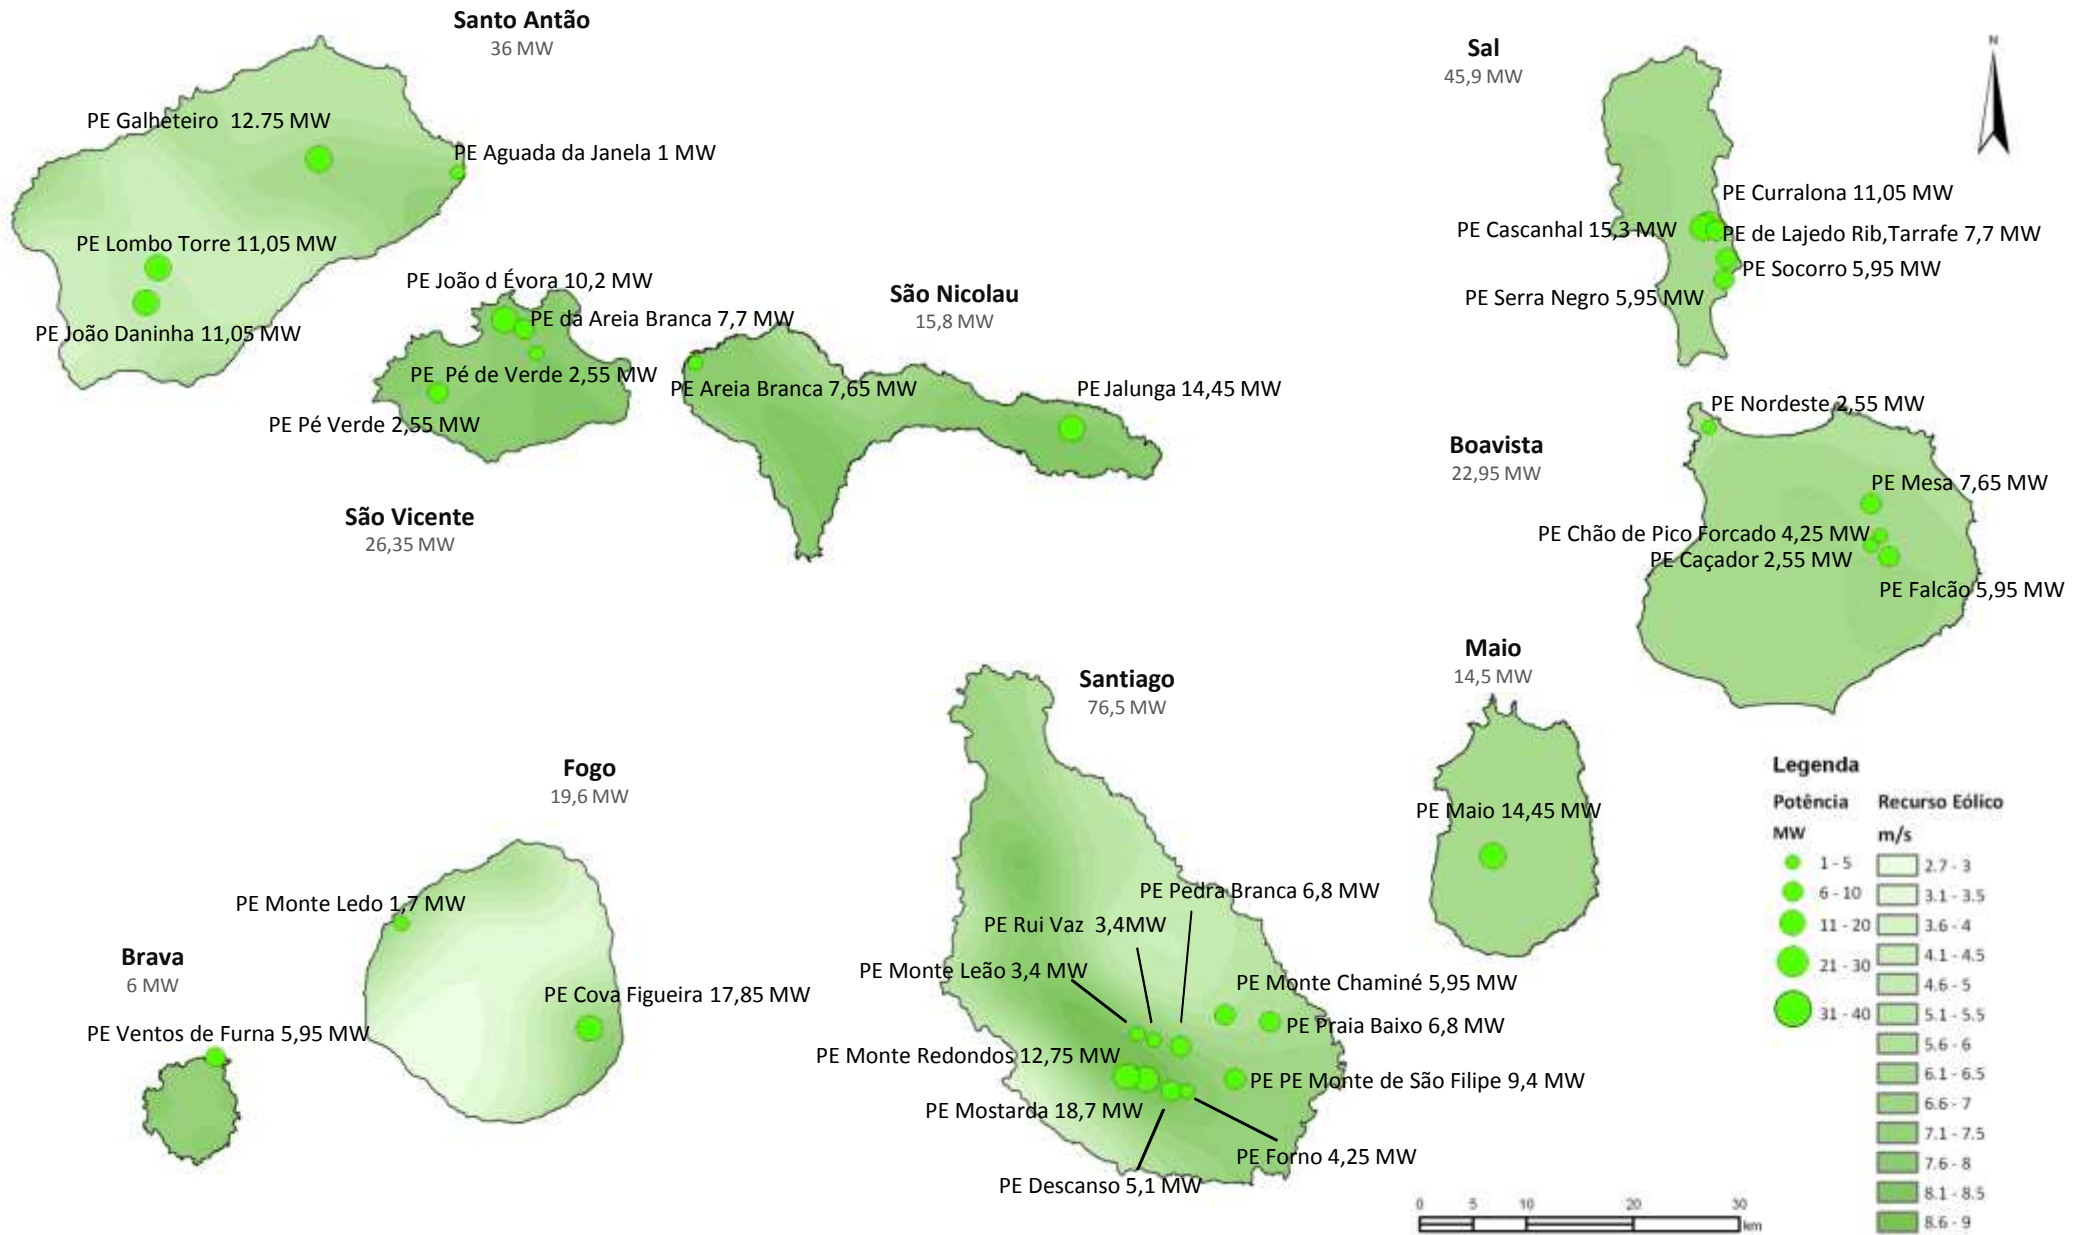 Santo Antão
36 MW
PE Galheteiro 12.75 MW
PE Aguada da Janela 1 MW
PE Lombo Torre 11,05 MW
PE João Daninha 11,05 MW
PE João d Évora 10,2 MW
PE da Areia Branca 7,7 MW
PE Pé de Verde 2,55 MW
PE Pé Verde 2,55 MW
São Vicente
26,35 MW
São Nicolau
15,8 MW
PE Areia Branca 7,65 MW
PE Jalunga 14,45 MW
Sal
45,9 MW
N
PE Curralona 11,05 MW
PE Cascanhal 15,3 MW
PE de Lajedo Rib,Tarrafe 7,7 MW
PE Socorro 5,95 MW
PE Serra Negro 5,95 MW
Boavista
22,95 MW
PE Nordeste 2,55 MW
PE Mesa 7,65 MW
PE Chão de Pico Forcado 4,25 MW
PE Caçador 2,55 MW
PE Falcão 5,95 MW
Maio
14,5 MW
PE Maio 14,45 MW
Santiago
76,5 MW
PE Pedra Branca 6,8 MW
PE Rui Vaz 3,4MW
PE Monte Leão 3,4 MW
PE Monte Chaminé 5,95 MW
PE Praia Baixo 6,8 MW
PE Monte Redondos 12,75 MW
PE PE Monte de São Filipe 9,4 MW
PE Mostarda 18,7 MW
PE Forno 4,25 MW
PE Descanso 5,1 MW
Fogo
19,6 MW
PE Monte Ledo 1,7 MW
PE Cova Figueira 17,85 MW
Brava
6 MW
PE Ventos de Furna 5,95 MW
Legenda
Potência
MW
1 - 5
6 - 10
11 - 20
21 - 30
31 - 40
Recurso Eólico
m/s
2.7 - 3
3.1 - 3.5
3.6 - 4
4.1 - 4.5
4.6 - 5
5.1 - 5.5
5.6 - 6
6.1 - 6.5
6.6 - 7
7.1 - 7.5
7.6 - 8
8.1 - 8.5
8.6 - 9
0 5 10 20 30
km